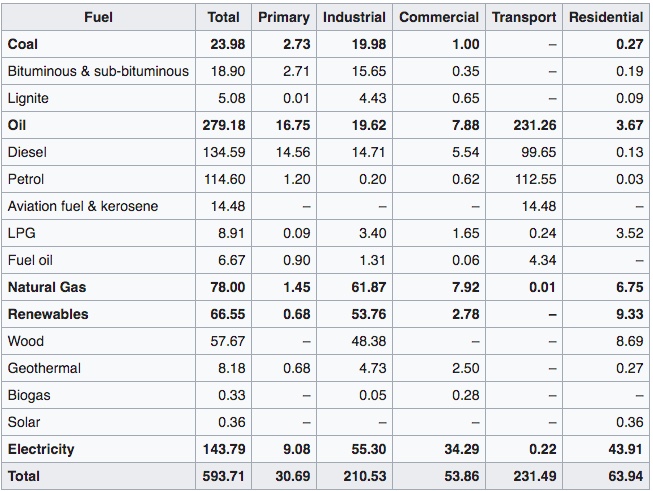 Fuel Total Primary Industrial Commercial Transport Residential
Coal 23.98 2.73 19.98 1.00 – 0.27
Bituminous & sub-bituminous 18.90 2.71 15.65 0.35 – 0.19
Lignite 5.08 0.01 4.43 0.65 – 0.09
Oil 279.18 16.75 19.62 7.88 231.26 3.67
Diesel 134.59 14.56 14.71 5.54 99.65 0.13
Petrol 114.60 1.20 0.20 0.62 112.55 0.03
Aviation fuel & kerosene 14.48 – – – 14.48 –
LPG 8.91 0.09 3.40 1.65 0.24 3.52
Fuel oil 6.67 0.90 1.31 0.06 4.34 –
Natural Gas 78.00 1.45 61.87 7.92 0.01 6.75
Renewables 66.55 0.68 53.76 2.78 – 9.33
Wood 57.67 – 48.38 – – 8.69
Geothermal 8.18 0.68 4.73 2.50 – 0.27
Biogas 0.33 – 0.05 0.28 – –
Solar 0.36 – – – – 0.36
Electricity 143.79 9.08 55.30 34.29 0.22 43.91
Total 593.71 30.69 210.53 53.86 231.49 63.94